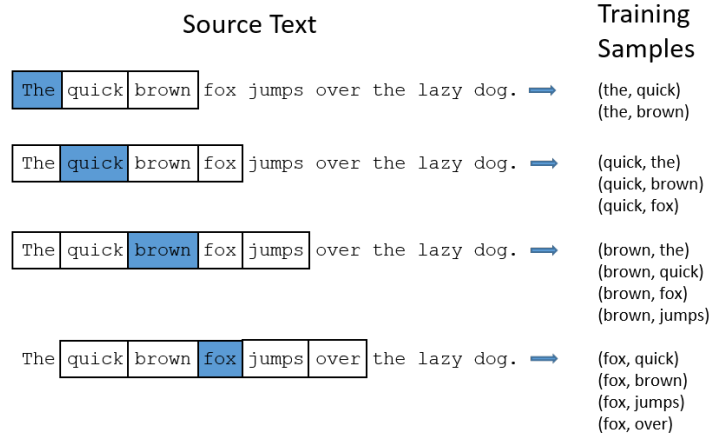 Source Text
Training
Samples
The quick brown fox jumps over the lazy dog.
(the, quick)
(the, brown)
The quick brown fox jumps over the lazy dog.
(quick, the)
(quick, brown)
(quick, fox)
The quick brown fox jumps over the lazy dog.
(brown, the)
(brown, quick)
(brown, fox)
(brown, jumps)
The quick brown fox jumps over the lazy dog.
(fox, quick)
(fox, brown)
(fox, jumps)
(fox, over)